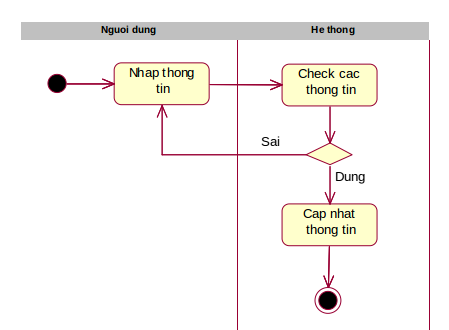 Nguoi dung
He thong
Nhap thong
tin
Check cac
thong tin
Sai
Dung
Cap nhat
thong tin